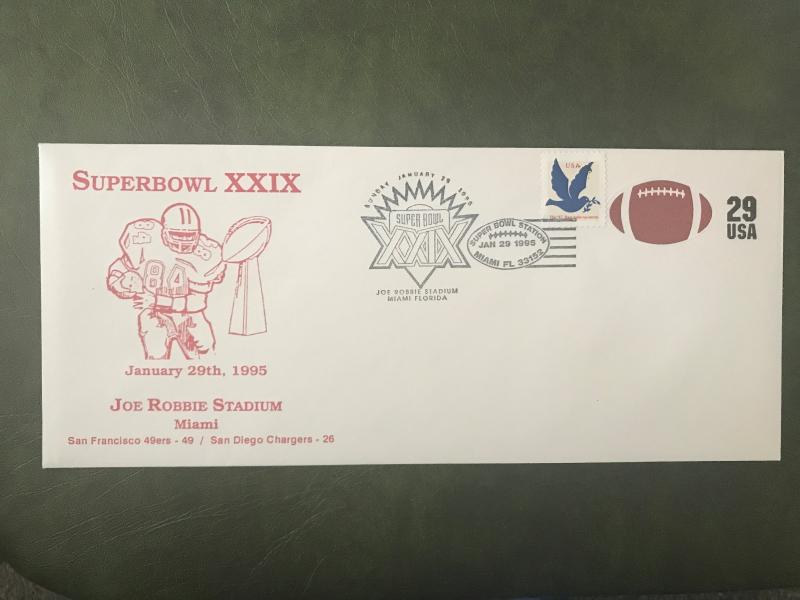 SUPERBOWL XXIX
84
January 29th, 1995
JOE ROBBIE STADIUM
Miami
San Francisco 49ers - 49 / San Diego Chargers - 26
SUNDAY JANUARY 29 1995
SUPER BOWL
XXIX
JOE ROBBIE STADIUM
MIAMI FLORIDA
SUPER BOWL STATION
JAN 29 1995
MIAMI FL 33152
USA
29
USA